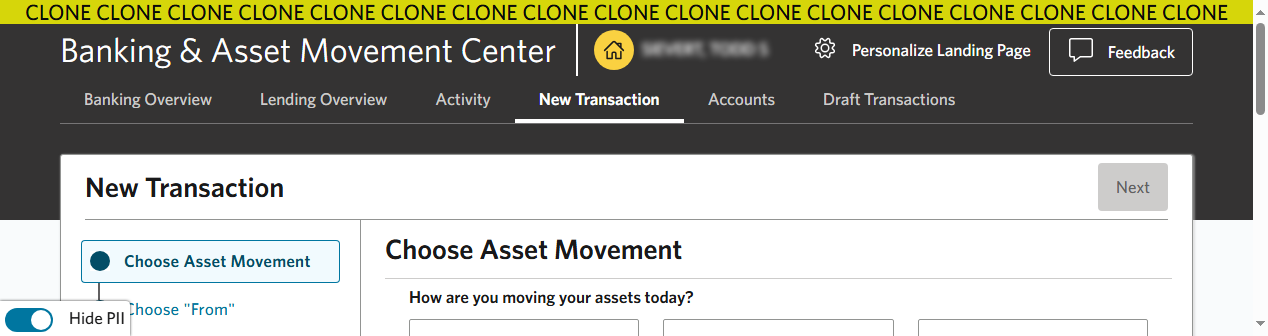 CLONE CLONE CLONE CLONE CLONE CLONE CLONE CLONE CLONE CLONE CLONE CLONE CLONE CLONE CLONE CLONE CLONE
Banking & Asset Movement Center
Personalize Landing Page
Feedback
Banking Overview Lending Overview Activity New Transaction Accounts Draft Transactions
New Transaction
Next
Choose Asset Movement
Choose Asset Movement
How are you moving your assets today?
Choose "From"
Hide PII